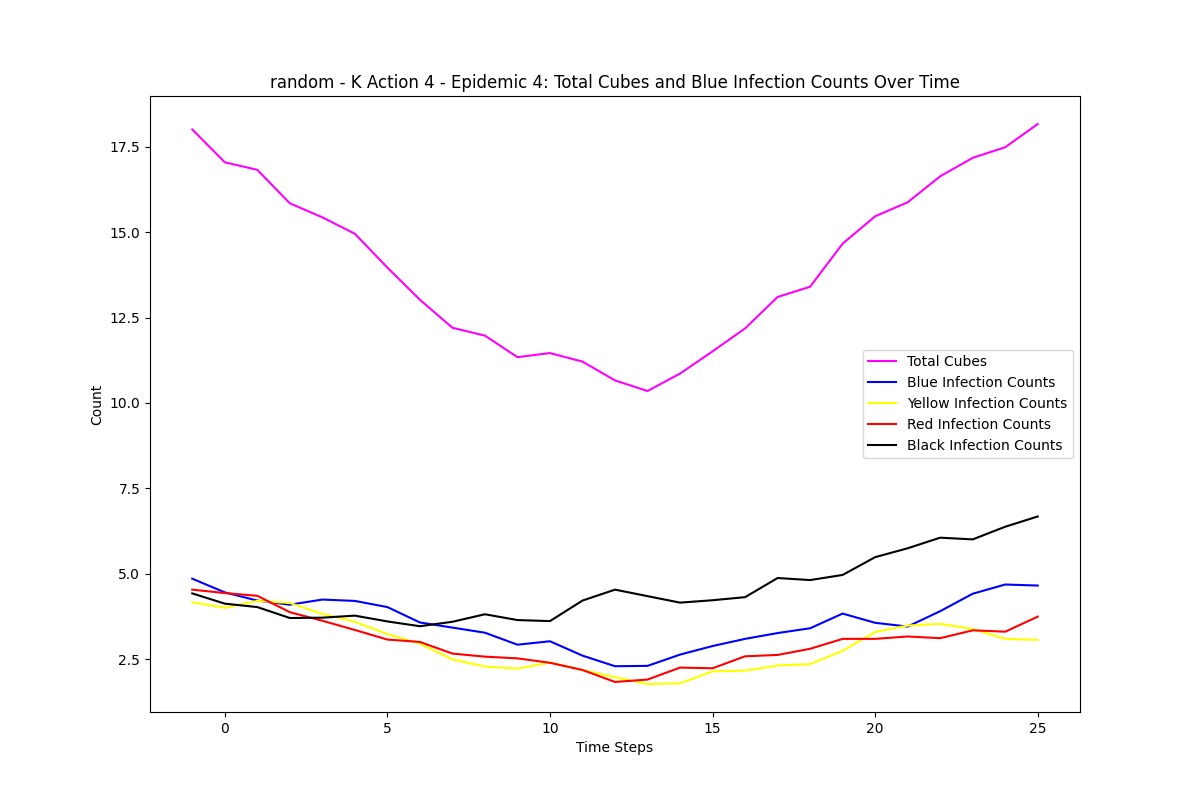 random - K Action 4 - Epidemic 4: Total Cubes and Blue Infection Counts Over Time
17.5
15.0
12.5
10.0
7.5
5.0
2.5
Count
Total Cubes
Blue Infection Counts
Yellow Infection Counts
Red Infection Counts
Black Infection Counts
0 5 10 15 20 25
Time Steps